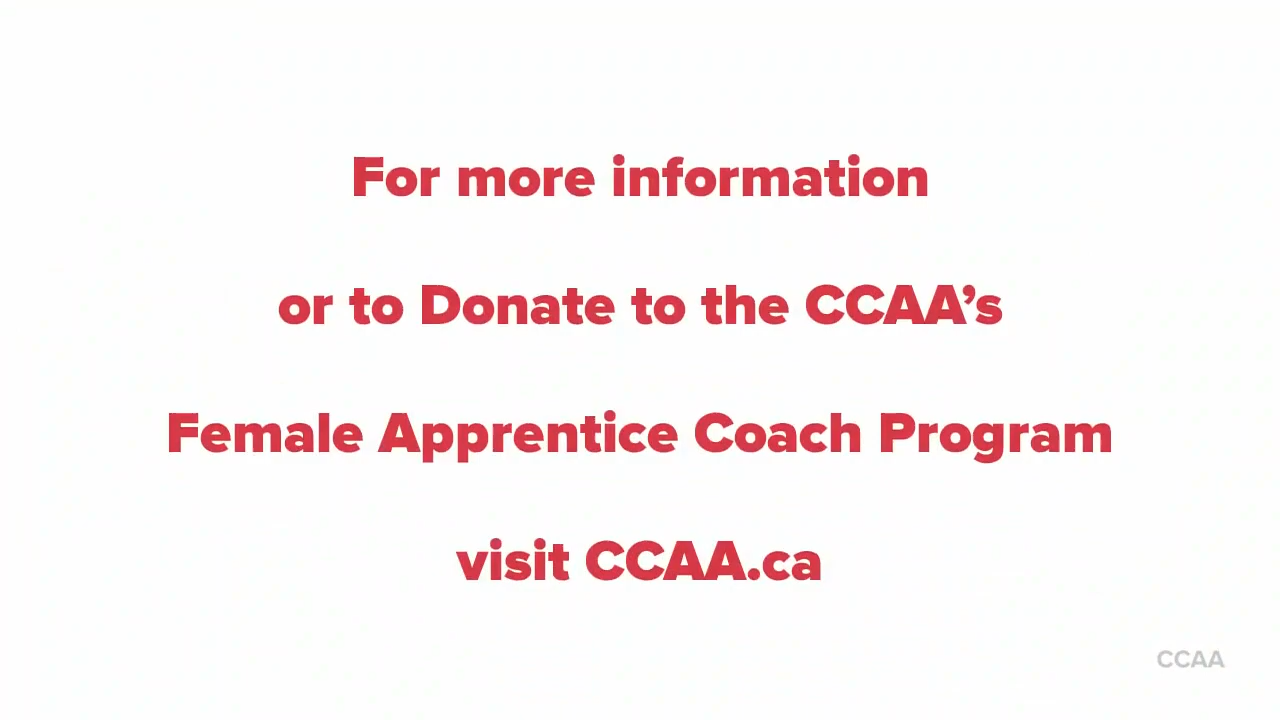 For more information
or to Donate to the CCAA’s
Female Apprentice Coach Program
visit CCAA.ca
CCAA